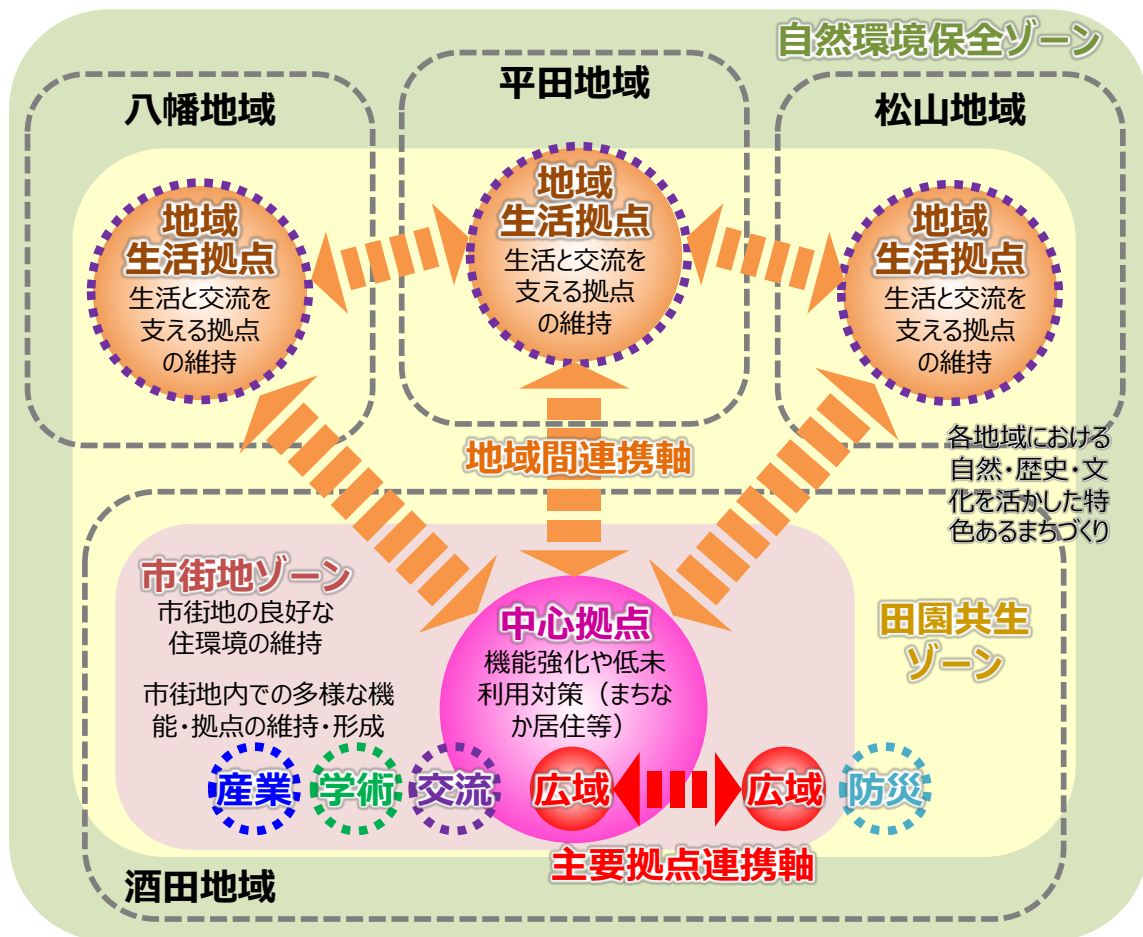 自然環境保全ゾーン
八幡地域
平田地域
松山地域
地域
生活拠点
生活と交流を
支える拠点
の維持
地域
生活拠点
生活と交流を
支える拠点
の維持
地域
生活拠点
生活と交流を
支える拠点
の維持
地域間連携軸
各地域における
自然・歴史・文
化を活かした特
色あるまちづくり
市街地ゾーン
市街地の良好な
住環境の維持
市街地内での多様な機
能・拠点の維持・形成
中心拠点
機能強化や低未
利用対策（まちな
か居住等）
田園共生
ゾーン
産業
学術
交流
広域
広域
防災
主要拠点連携軸
酒田地域